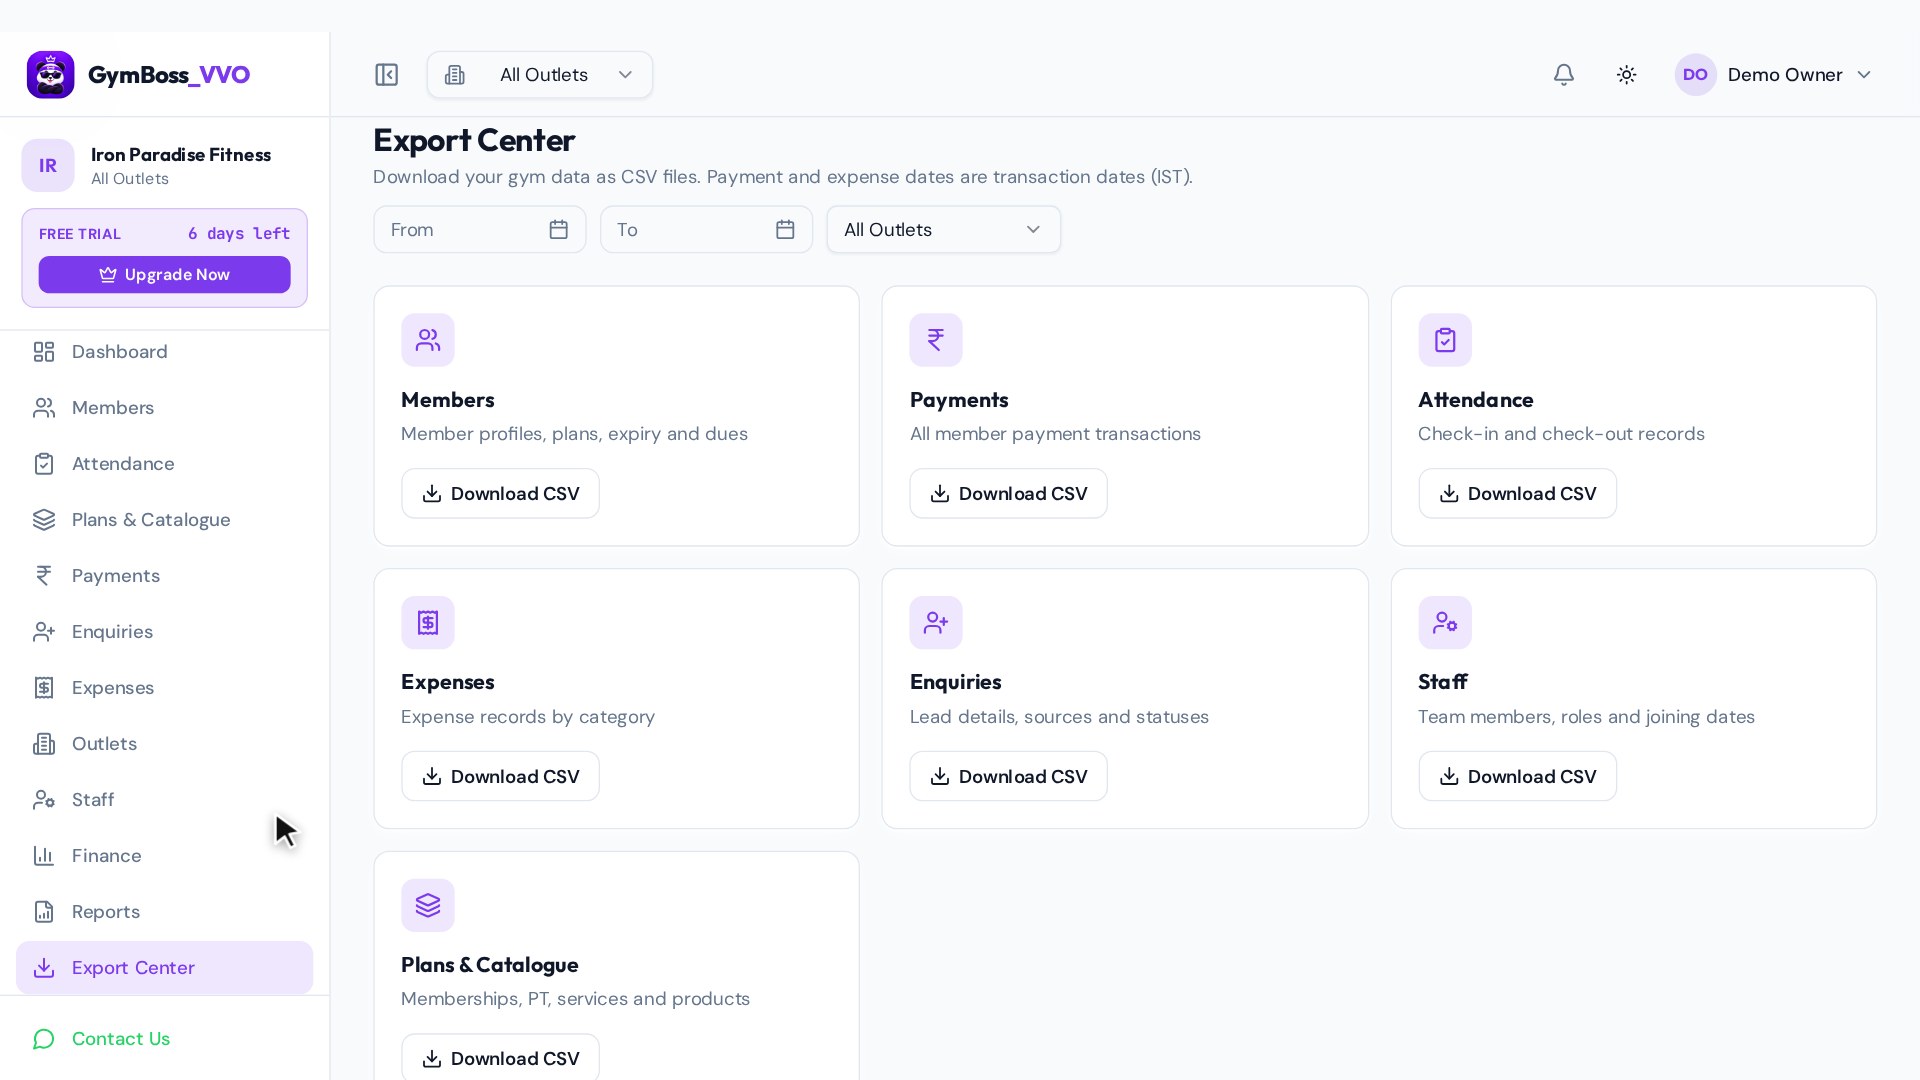 GymBoss_VVO
All Outlets
DO Demo Owner
IR
Iron Paradise Fitness
All Outlets
FREE TRIAL 6 days left
Upgrade Now
Dashboard
Members
Attendance
Plans & Catalogue
Payments
Enquiries
Expenses
Outlets
Staff
Finance
Reports
Export Center
Contact Us
Export Center
Download your gym data as CSV files. Payment and expense dates are transaction dates (IST).
From To All Outlets
Members
Member profiles, plans, expiry and dues
Download CSV
Payments
All member payment transactions
Download CSV
Attendance
Check-in and check-out records
Download CSV
Expenses
Expense records by category
Download CSV
Enquiries
Lead details, sources and statuses
Download CSV
Staff
Team members, roles and joining dates
Download CSV
Plans & Catalogue
Memberships, PT, services and products
Download CSV